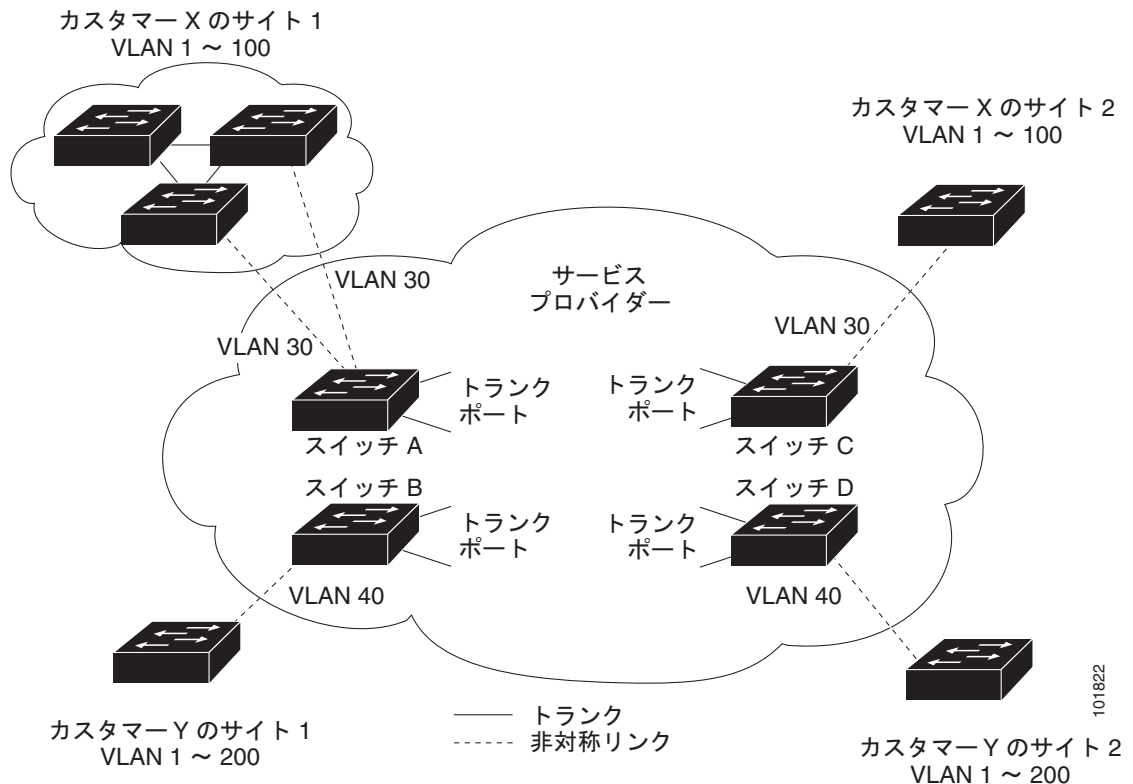 カスタマー X のサイト 1
VLAN 1 ～ 100
カスタマー X のサイト 2
VLAN 1 ～ 100
VLAN 30
サービス
プロバイダー
VLAN 30
VLAN 30
トランク
ポート
トランク
ポート
スイッチ A
スイッチ C
スイッチ B
スイッチ D
トランク
ポート
トランク
ポート
VLAN 40
VLAN 40
101822
カスタマー Y のサイト 1
VLAN 1 ～ 200
トランク
非対称リンク
カスタマー Y のサイト 2
VLAN 1 ～ 200